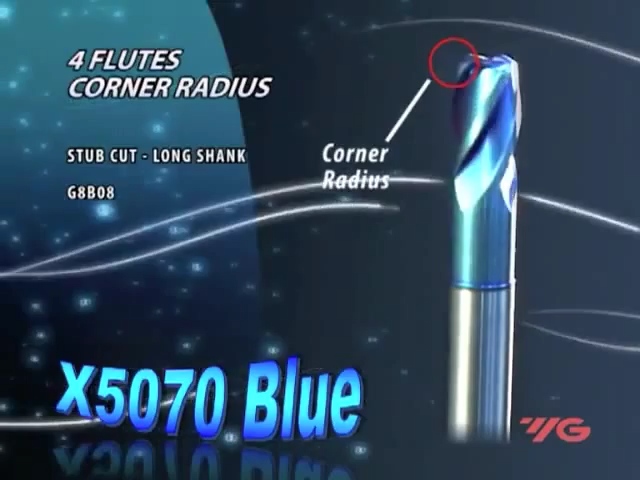 4 FLUTES
CORNER RADIUS
STUB CUT - LONG SHANK
G8B08
Corner
Radius
X5070 Blue
YG